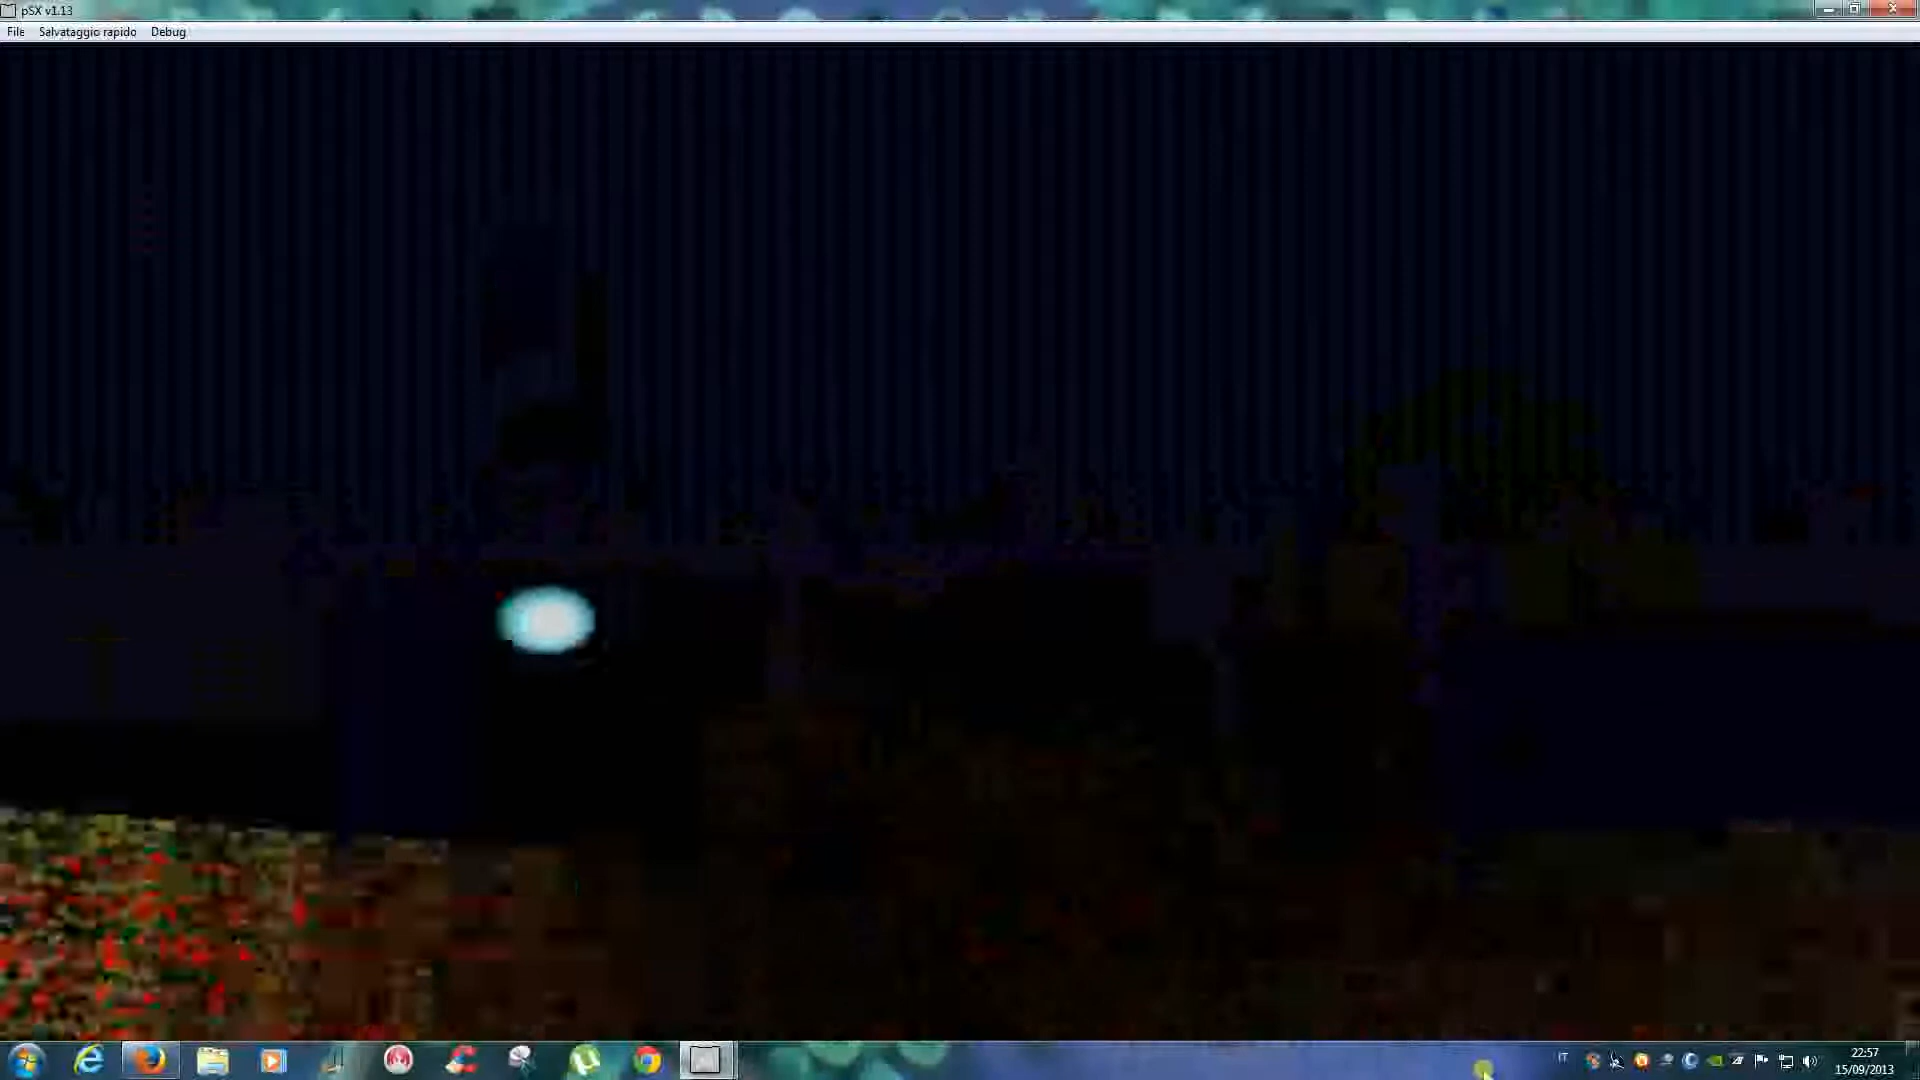 pSX v1.13
File Salvataggio rapido Debug
IT
22:57
15/09/2013